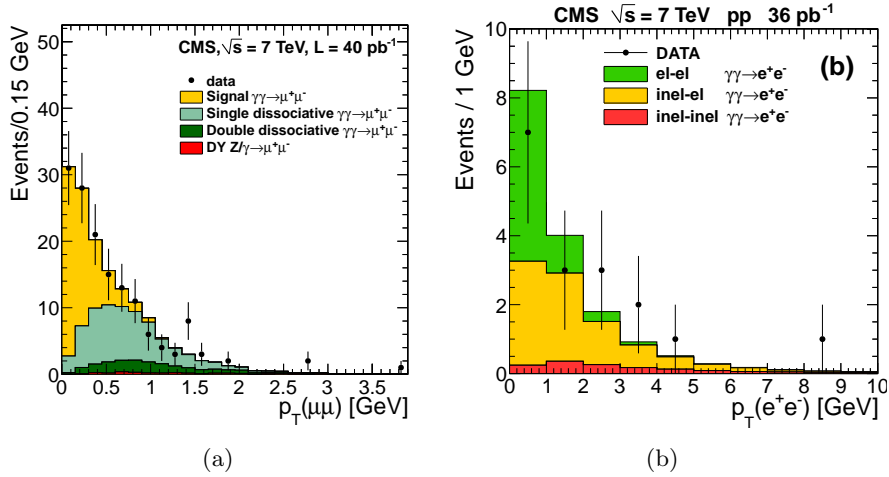 CMS,√s = 7 TeV, L = 40 pb⁻¹
data
Signal γγ→μ⁺μ⁻
Single dissociative γγ→μ⁺μ⁻
Double dissociative γγ→μ⁺μ⁻
DY Z/γ→μ⁺μ⁻
Events/0.15 GeV
50
40
30
20
10
0
0 0.5 1 1.5 2 2.5 3 3.5
p_T(μμ) [GeV]
(a)
CMS √s = 7 TeV pp 36 pb⁻¹
(b)
DATA
el-el γγ→e⁺e⁻
inel-el γγ→e⁺e⁻
inel-inel γγ→e⁺e⁻
Events / 1 GeV
10
8
6
4
2
0
0 1 2 3 4 5 6 7 8 9 10
p_T(e⁺e⁻) [GeV]
(b)